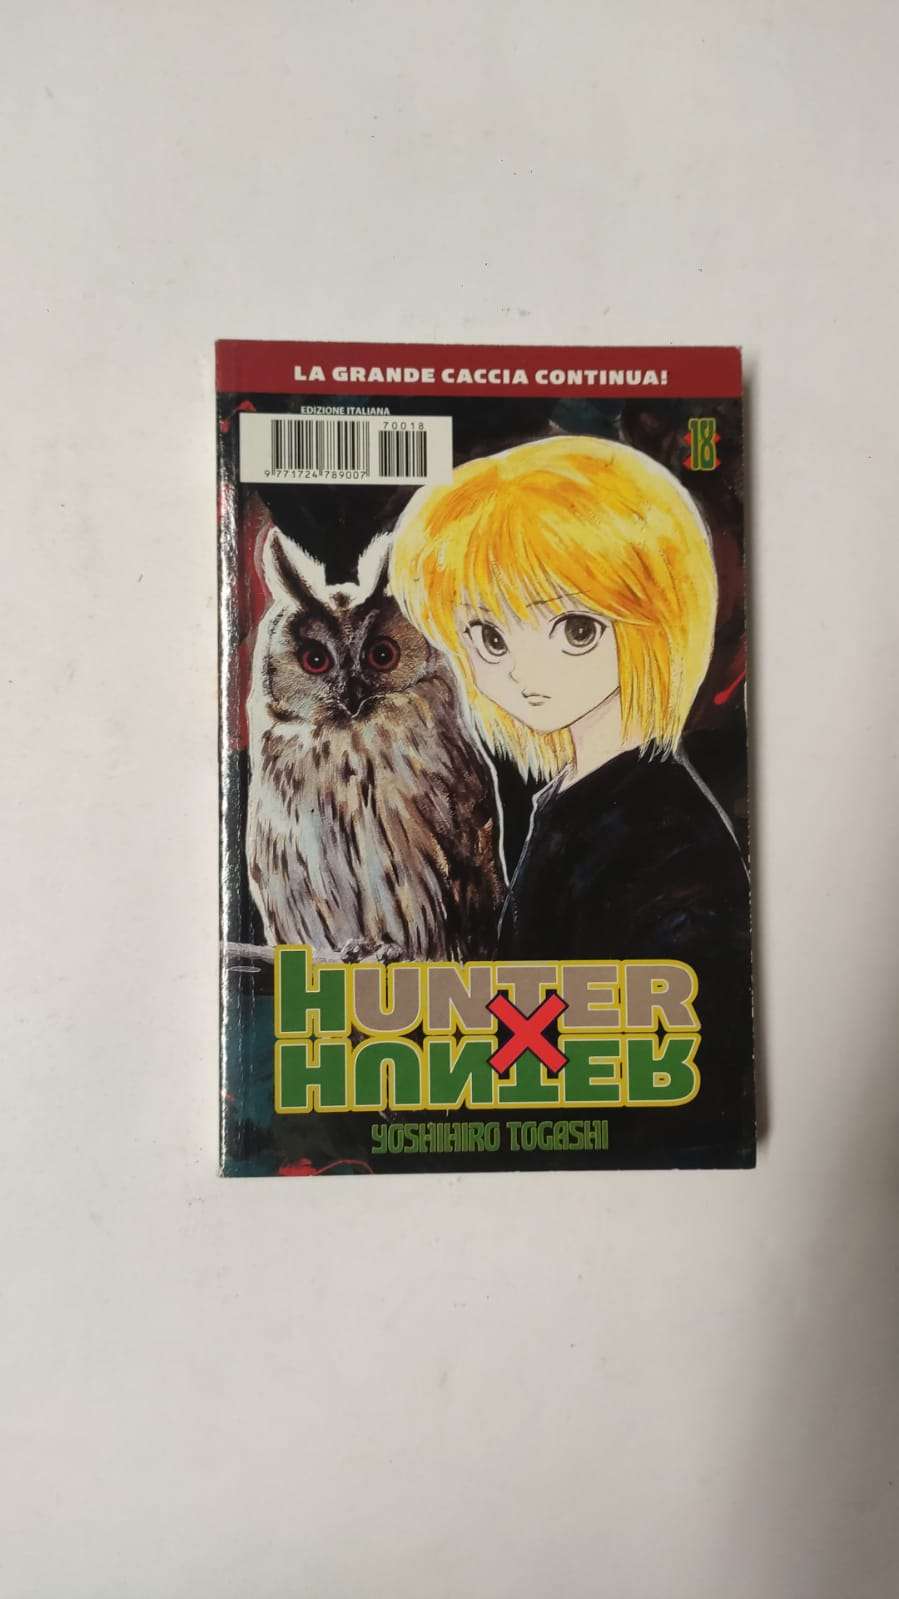 LA GRANDE CACCIA CONTINUA!
EDIZIONE ITALIANA
70018
9 771724 789007
18
HUNTER
X
HUNTER
YOSHIHIRO TOGASHI